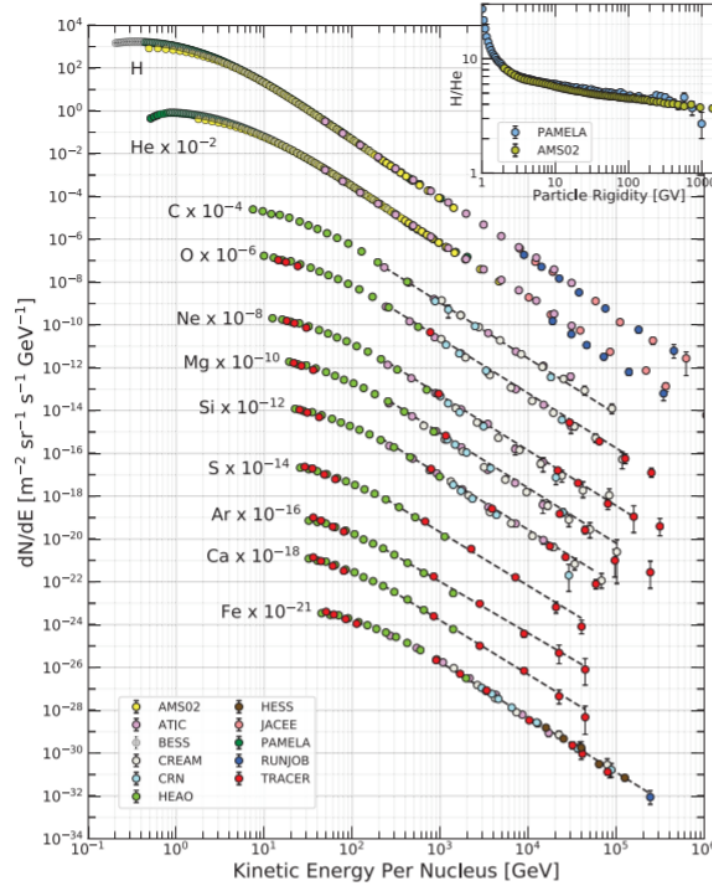 10^4
10^2
10^0
10^-2
10^-4
10^-6
10^-8
10^-10
10^-12
10^-14
10^-16
10^-18
10^-20
10^-22
10^-24
10^-26
10^-28
10^-30
10^-32
10^-34
dN/dE [m^-2 sr^-1 s^-1 GeV^-1]
H
He x 10^-2
C x 10^-4
O x 10^-6
Ne x 10^-8
Mg x 10^-10
Si x 10^-12
S x 10^-14
Ar x 10^-16
Ca x 10^-18
Fe x 10^-21
H/He
10
1
PAMELA
AMS02
1 10 100 1000
Particle Rigidity [GV]
AMS02
ATIC
BESS
CREAM
CRN
HEAO
HESS
JACEE
PAMELA
RUNJOB
TRACER
10^-1 10^0 10^1 10^2 10^3 10^4 10^5
Kinetic Energy Per Nucleus [GeV]